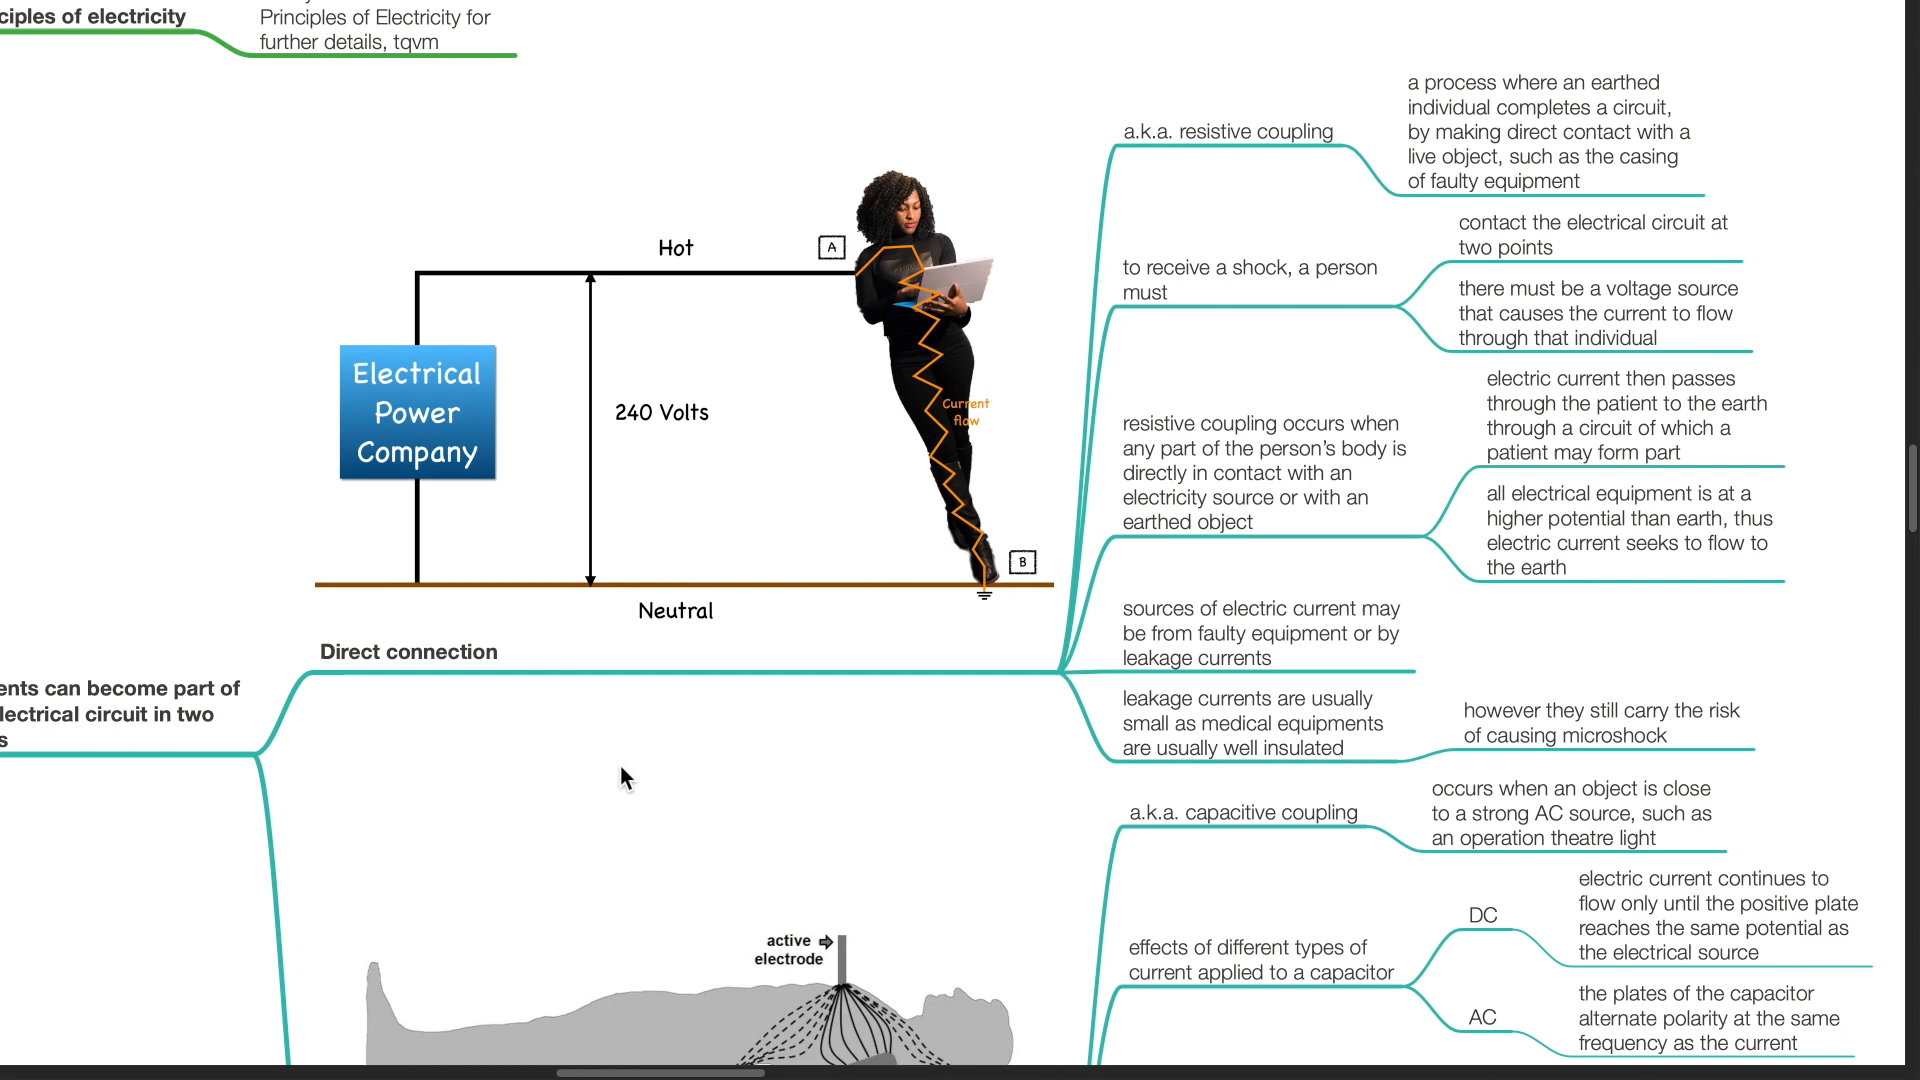 ciples of electricity
Principles of Electricity for
further details, tqvm
Hot
A
Electrical
Power
Company
240 Volts
Current
flow
B
Neutral
Direct connection
ents can become part of
lectrical circuit in two
s
a.k.a. resistive coupling
a process where an earthed
individual completes a circuit,
by making direct contact with a
live object, such as the casing
of faulty equipment
to receive a shock, a person
must
contact the electrical circuit at
two points
there must be a voltage source
that causes the current to flow
through that individual
resistive coupling occurs when
any part of the person's body is
directly in contact with an
electricity source or with an
earthed object
electric current then passes
through the patient to the earth
through a circuit of which a
patient may form part
all electrical equipment is at a
higher potential than earth, thus
electric current seeks to flow to
the earth
sources of electric current may
be from faulty equipment or by
leakage currents
leakage currents are usually
small as medical equipments
are usually well insulated
however they still carry the risk
of causing microshock
a.k.a. capacitive coupling
occurs when an object is close
to a strong AC source, such as
an operation theatre light
effects of different types of
current applied to a capacitor
DC
electric current continues to
flow only until the positive plate
reaches the same potential as
the electrical source
AC
the plates of the capacitor
alternate polarity at the same
frequency as the current
active
electrode